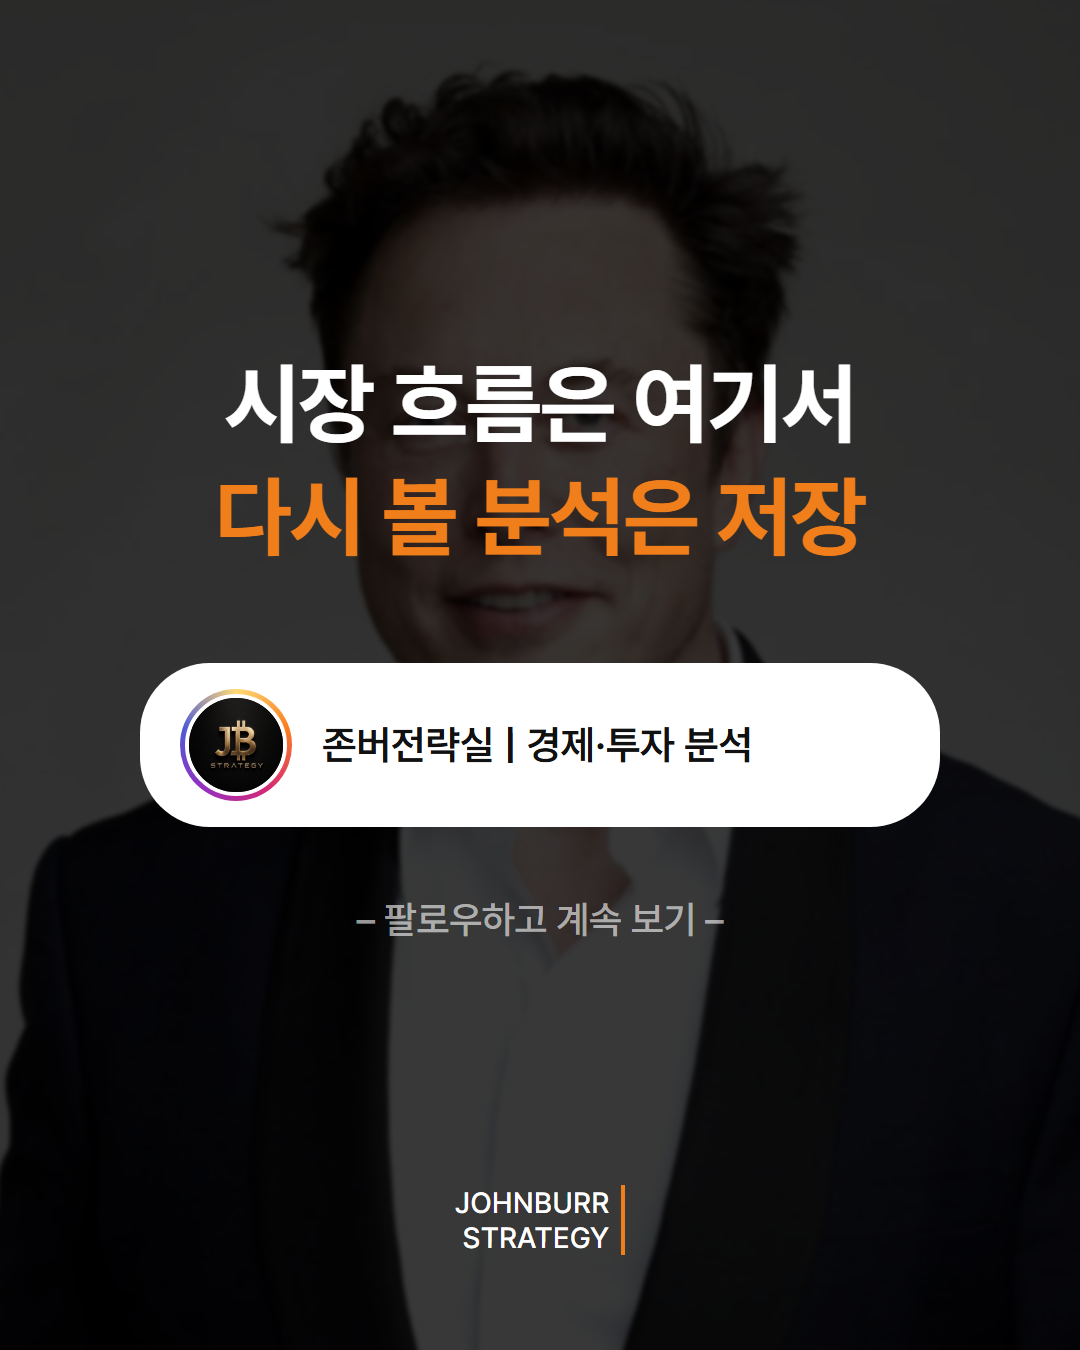 시장 흐름은 여기서
다시 볼 분석은 저장
JB
STRATEGY
존버전략실 | 경제·투자 분석
– 팔로우하고 계속 보기 –
JOHNBURR
STRATEGY